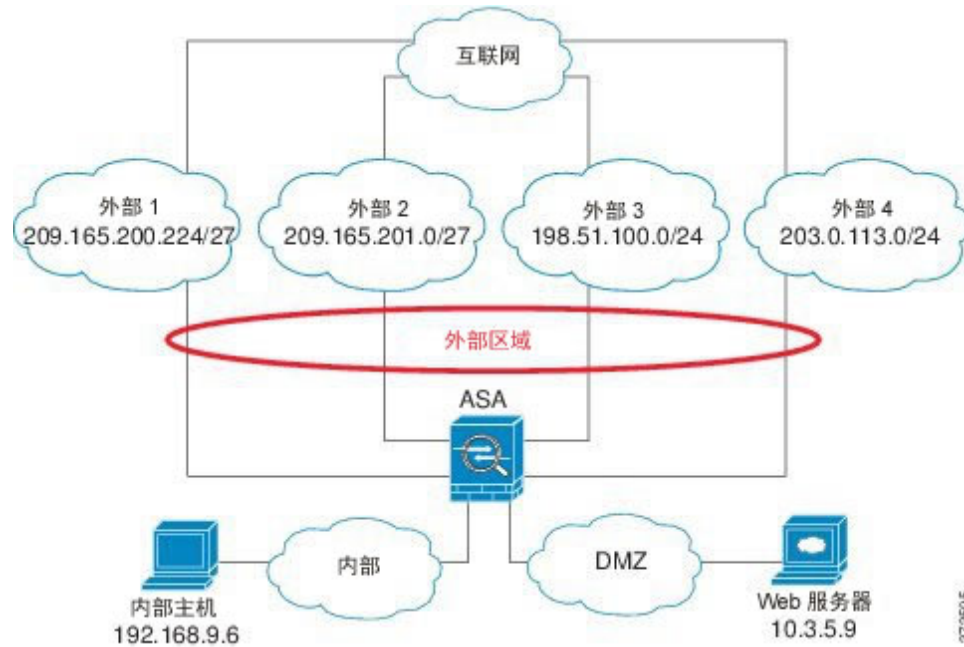 互联网
外部 1
209.165.200.224/27
外部 2
209.165.201.0/27
外部 3
198.51.100.0/24
外部 4
203.0.113.0/24
外部区域
ASA
内部
DMZ
内部主机
192.168.9.6
Web 服务器
10.3.5.9